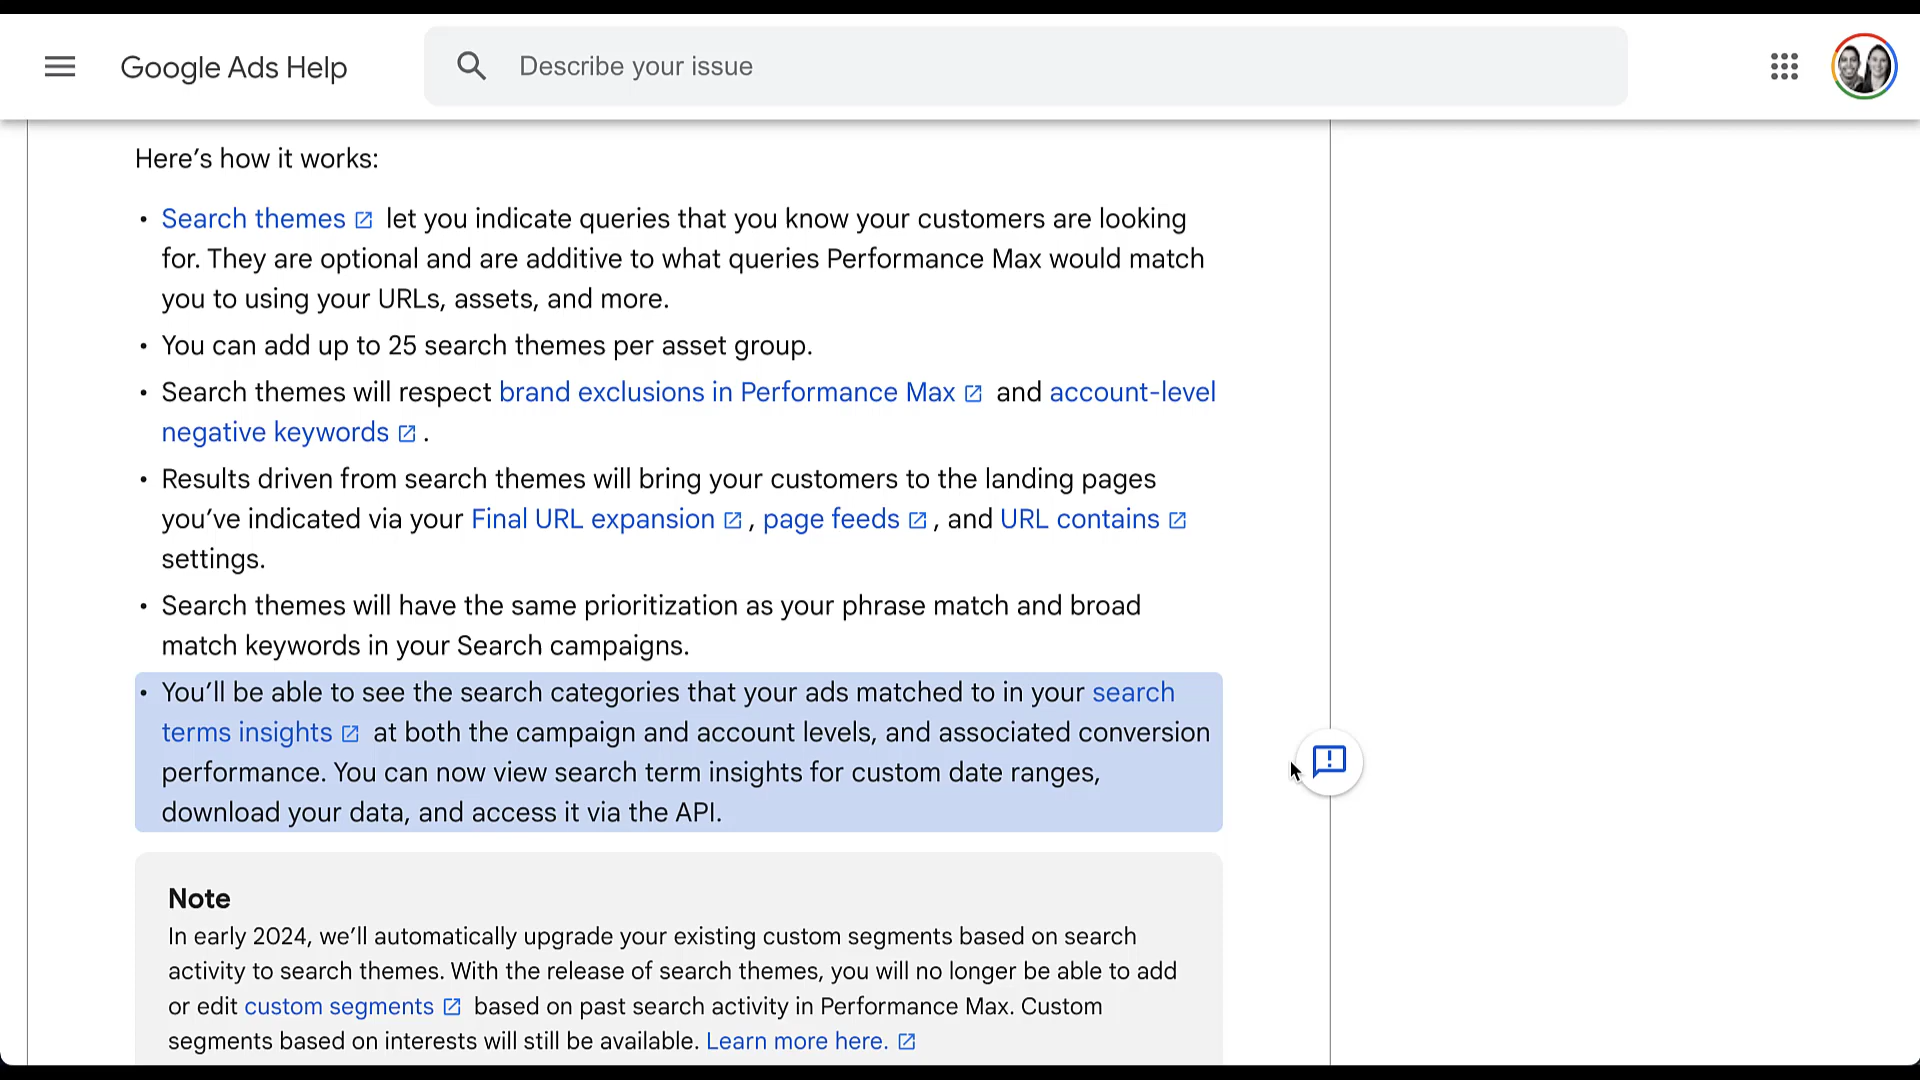 Google Ads Help
Describe your issue
Here’s how it works:
• Search themes let you indicate queries that you know your customers are looking
for. They are optional and are additive to what queries Performance Max would match
you to using your URLs, assets, and more.
• You can add up to 25 search themes per asset group.
• Search themes will respect brand exclusions in Performance Max and account-level
negative keywords .
• Results driven from search themes will bring your customers to the landing pages
you’ve indicated via your Final URL expansion , page feeds , and URL contains
settings.
• Search themes will have the same prioritization as your phrase match and broad
match keywords in your Search campaigns.
• You’ll be able to see the search categories that your ads matched to in your search
terms insights at both the campaign and account levels, and associated conversion
performance. You can now view search term insights for custom date ranges,
download your data, and access it via the API.
Note
In early 2024, we’ll automatically upgrade your existing custom segments based on search
activity to search themes. With the release of search themes, you will no longer be able to add
or edit custom segments based on past search activity in Performance Max. Custom
segments based on interests will still be available. Learn more here.